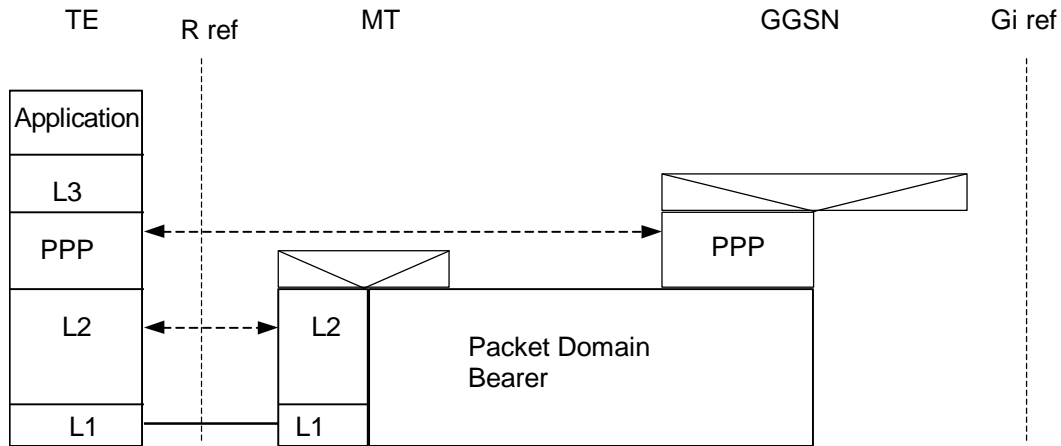 TE
R ref
MT
GGSN
Gi ref
Application
L3
PPP
PPP
L2
L2
Packet Domain
Bearer
L1
L1